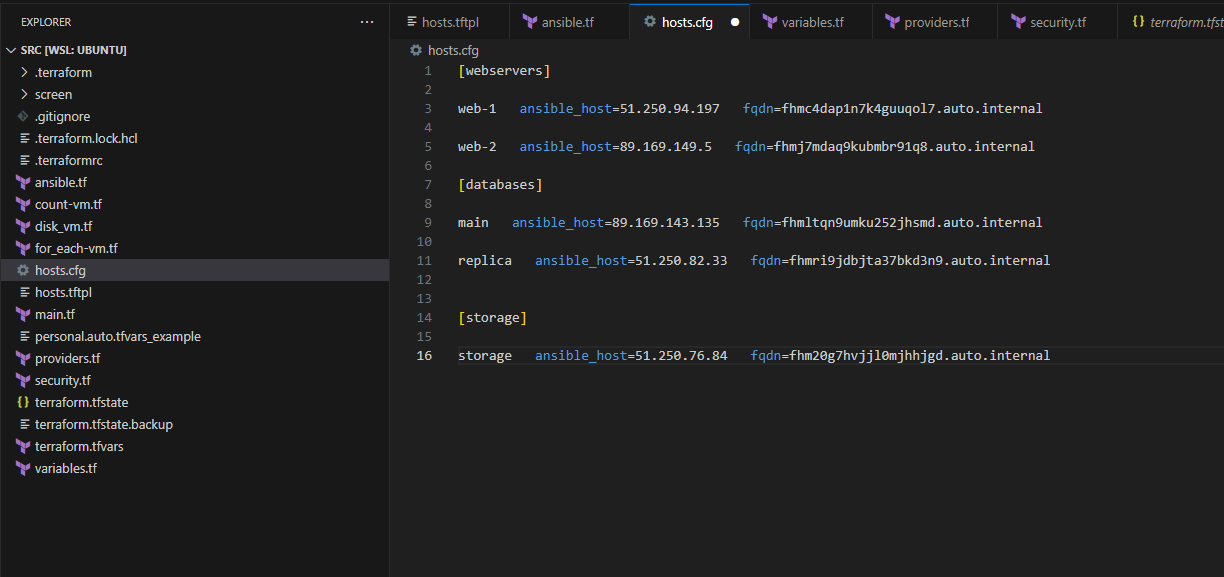 EXPLORER ···
SRC [WSL: UBUNTU]
.terraform
screen
.gitignore
.terraform.lock.hcl
.terraformrc
ansible.tf
count-vm.tf
disk_vm.tf
for_each-vm.tf
hosts.cfg
hosts.tftpl
main.tf
personal.auto.tfvars_example
providers.tf
security.tf
{} terraform.tfstate
terraform.tfstate.backup
terraform.tfvars
variables.tf
hosts.tftpl ansible.tf hosts.cfg variables.tf providers.tf security.tf {} terraform.tfst
hosts.cfg
1 [webservers]
2
3 web-1 ansible_host=51.250.94.197 fqdn=fhmc4dap1n7k4guuqol7.auto.internal
4
5 web-2 ansible_host=89.169.149.5 fqdn=fhmj7mdaq9kubmbr91q8.auto.internal
6
7 [databases]
8
9 main ansible_host=89.169.143.135 fqdn=fhmltqn9umku252jhsmd.auto.internal
10
11 replica ansible_host=51.250.82.33 fqdn=fhmri9jdbjta37bkd3n9.auto.internal
12
13
14 [storage]
15
16 storage ansible_host=51.250.76.84 fqdn=fhm20g7hvjjl0mjhhjgd.auto.internal